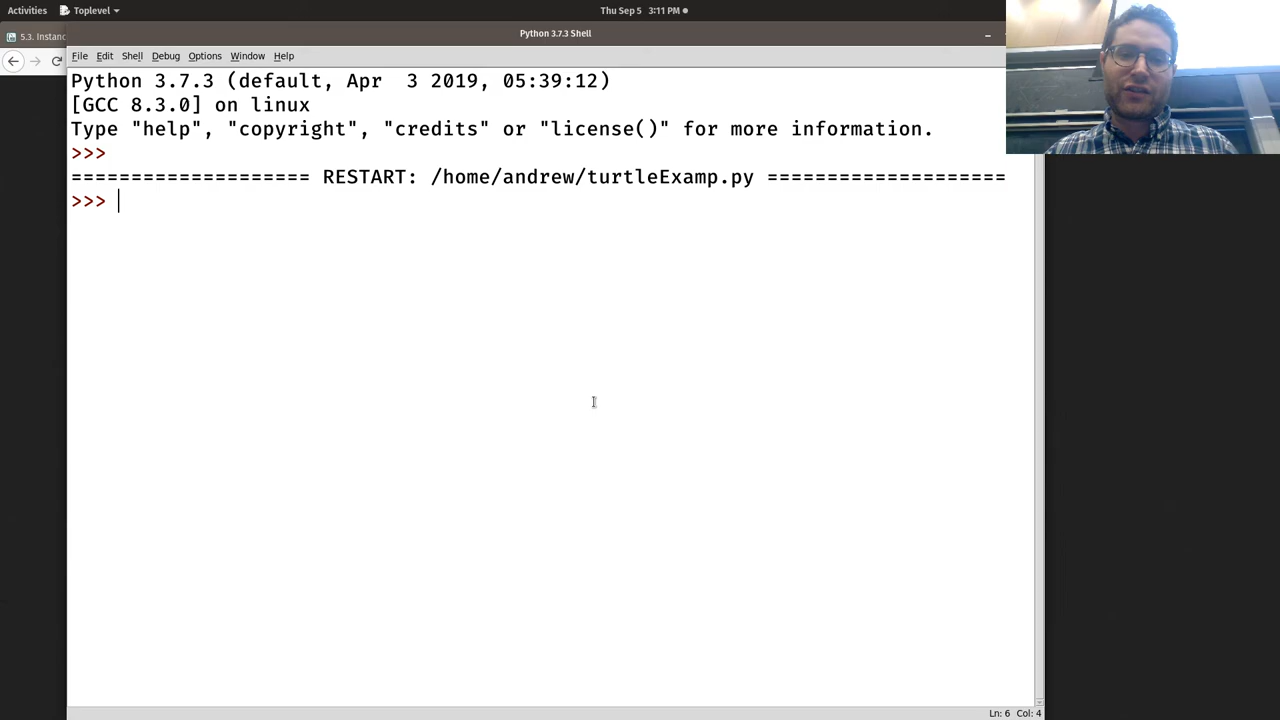 Activities
Toplevel
Thu Sep 5 3:11 PM
5.3. Instanc
Python 3.7.3 Shell
File Edit Shell Debug Options Window Help
Python 3.7.3 (default, Apr  3 2019, 05:39:12)
[GCC 8.3.0] on linux
Type "help", "copyright", "credits" or "license()" for more information.
>>>
==================== RESTART: /home/andrew/turtleExamp.py ====================
>>>
Ln: 6 Col: 4